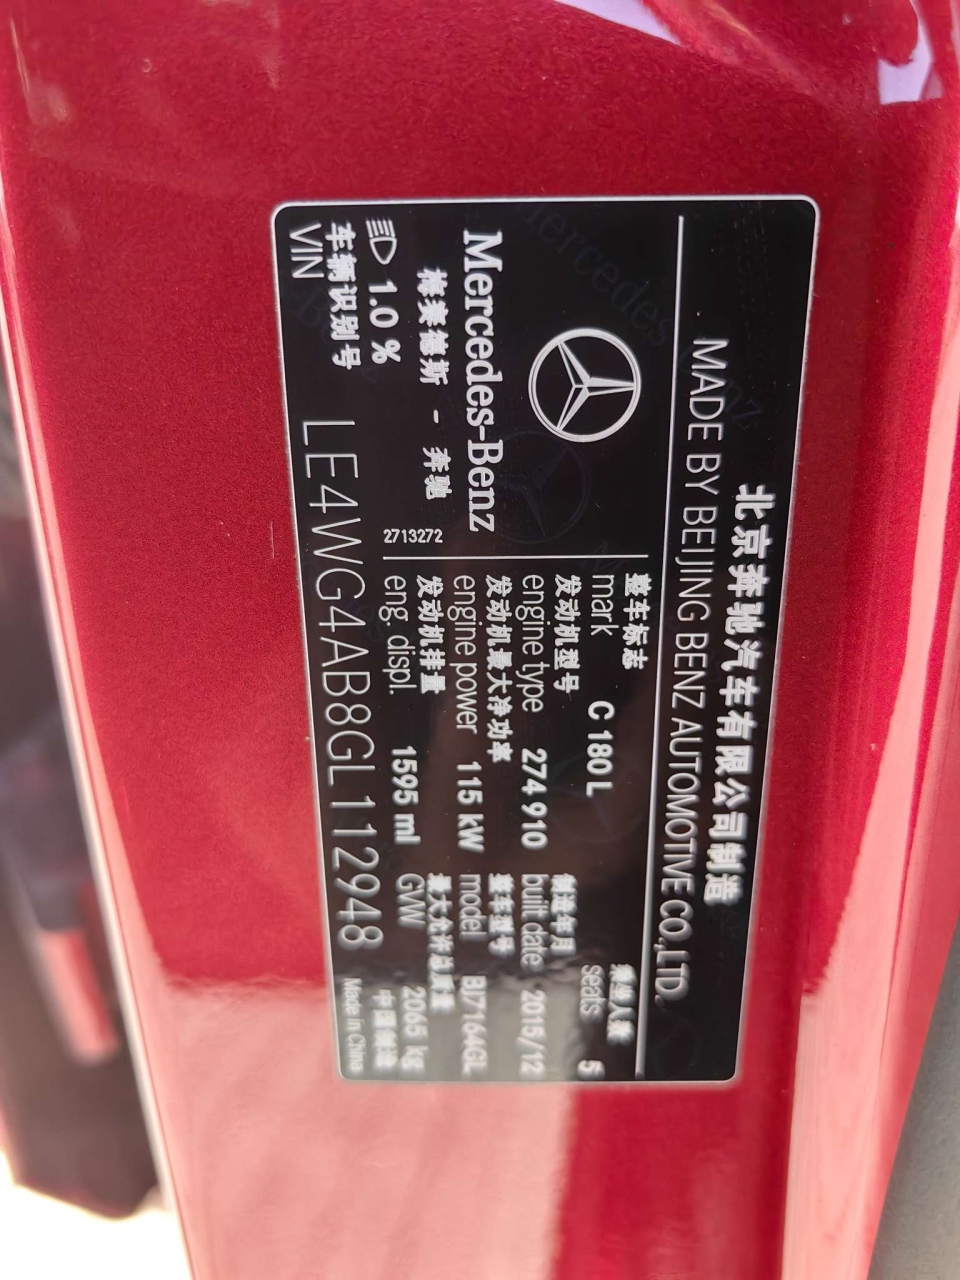 北京奔驰汽车有限公司制造
MADE BY BEIJING BENZ AUTOMOTIVE CO.,LTD.
Mercedes-Benz
梅赛德斯 - 奔驰
1.0 %
2713272
整车标志
mark C 180 L
乘坐人数
seats 5
发动机型号
engine type 274 910
制造年月
built date 2015/12
发动机最大净功率
engine power 115 kW
整车型号
model BJ7164GL
发动机排量
eng. displ. 1595 ml
最大允许总质量
GVW 2065 kg
车辆识别号
VIN LE4WG4AB8GL112948
中国制造
Made in China